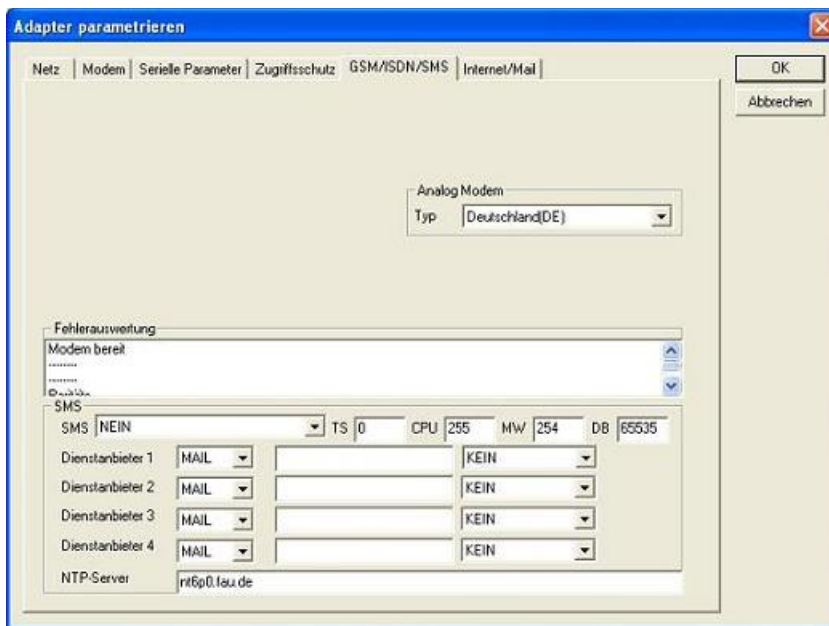 Adapter parametrieren
Netz Modem Serielle Parameter Zugriffsschutz GSM/ISDN/SMS Internet/Mail
OK
Abbrechen
Analog Modem
Typ Deutschland(DE)
Fehlerauswertung
Modem bereit
........
........
SMS
SMS NEIN TS 0 CPU 255 MW 254 DB 65535
Dienstanbieter 1 MAIL KEIN
Dienstanbieter 2 MAIL KEIN
Dienstanbieter 3 MAIL KEIN
Dienstanbieter 4 MAIL KEIN
NTP-Server nt6p0.fau.de